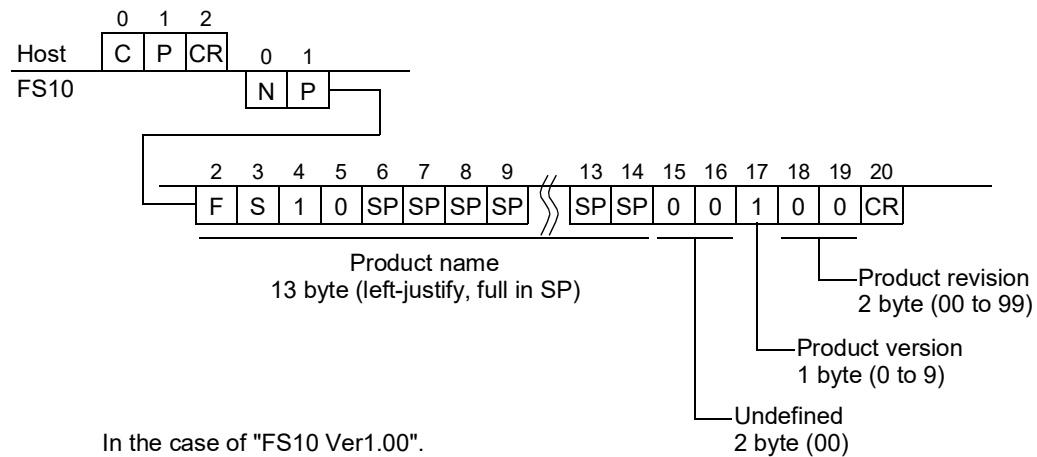 0 1 2
Host C P CR 0 1
FS10 N P
2 3 4 5 6 7 8 9 13 14 15 16 17 18 19 20
F S 1 0 SP SP SP SP SP SP 0 0 1 0 0 CR
Product name
13 byte (left-justify, full in SP)
Product revision
2 byte (00 to 99)
Product version
1 byte (0 to 9)
Undefined
2 byte (00)
In the case of "FS10 Ver1.00".